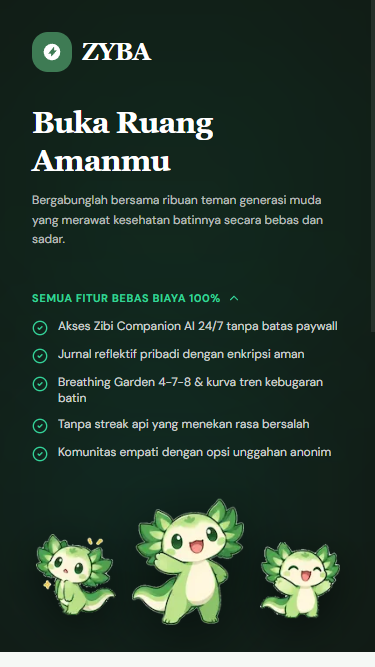 ZYBA
Buka Ruang
Amanmu
Bergabunglah bersama ribuan teman generasi muda
yang merawat kesehatan batinnya secara bebas dan
sadar.
SEMUA FITUR BEBAS BIAYA 100%
Akses Zibi Companion AI 24/7 tanpa batas paywall
Jurnal reflektif pribadi dengan enkripsi aman
Breathing Garden 4-7-8 & kurva tren kebugaran
batin
Tanpa streak api yang menekan rasa bersalah
Komunitas empati dengan opsi unggahan anonim